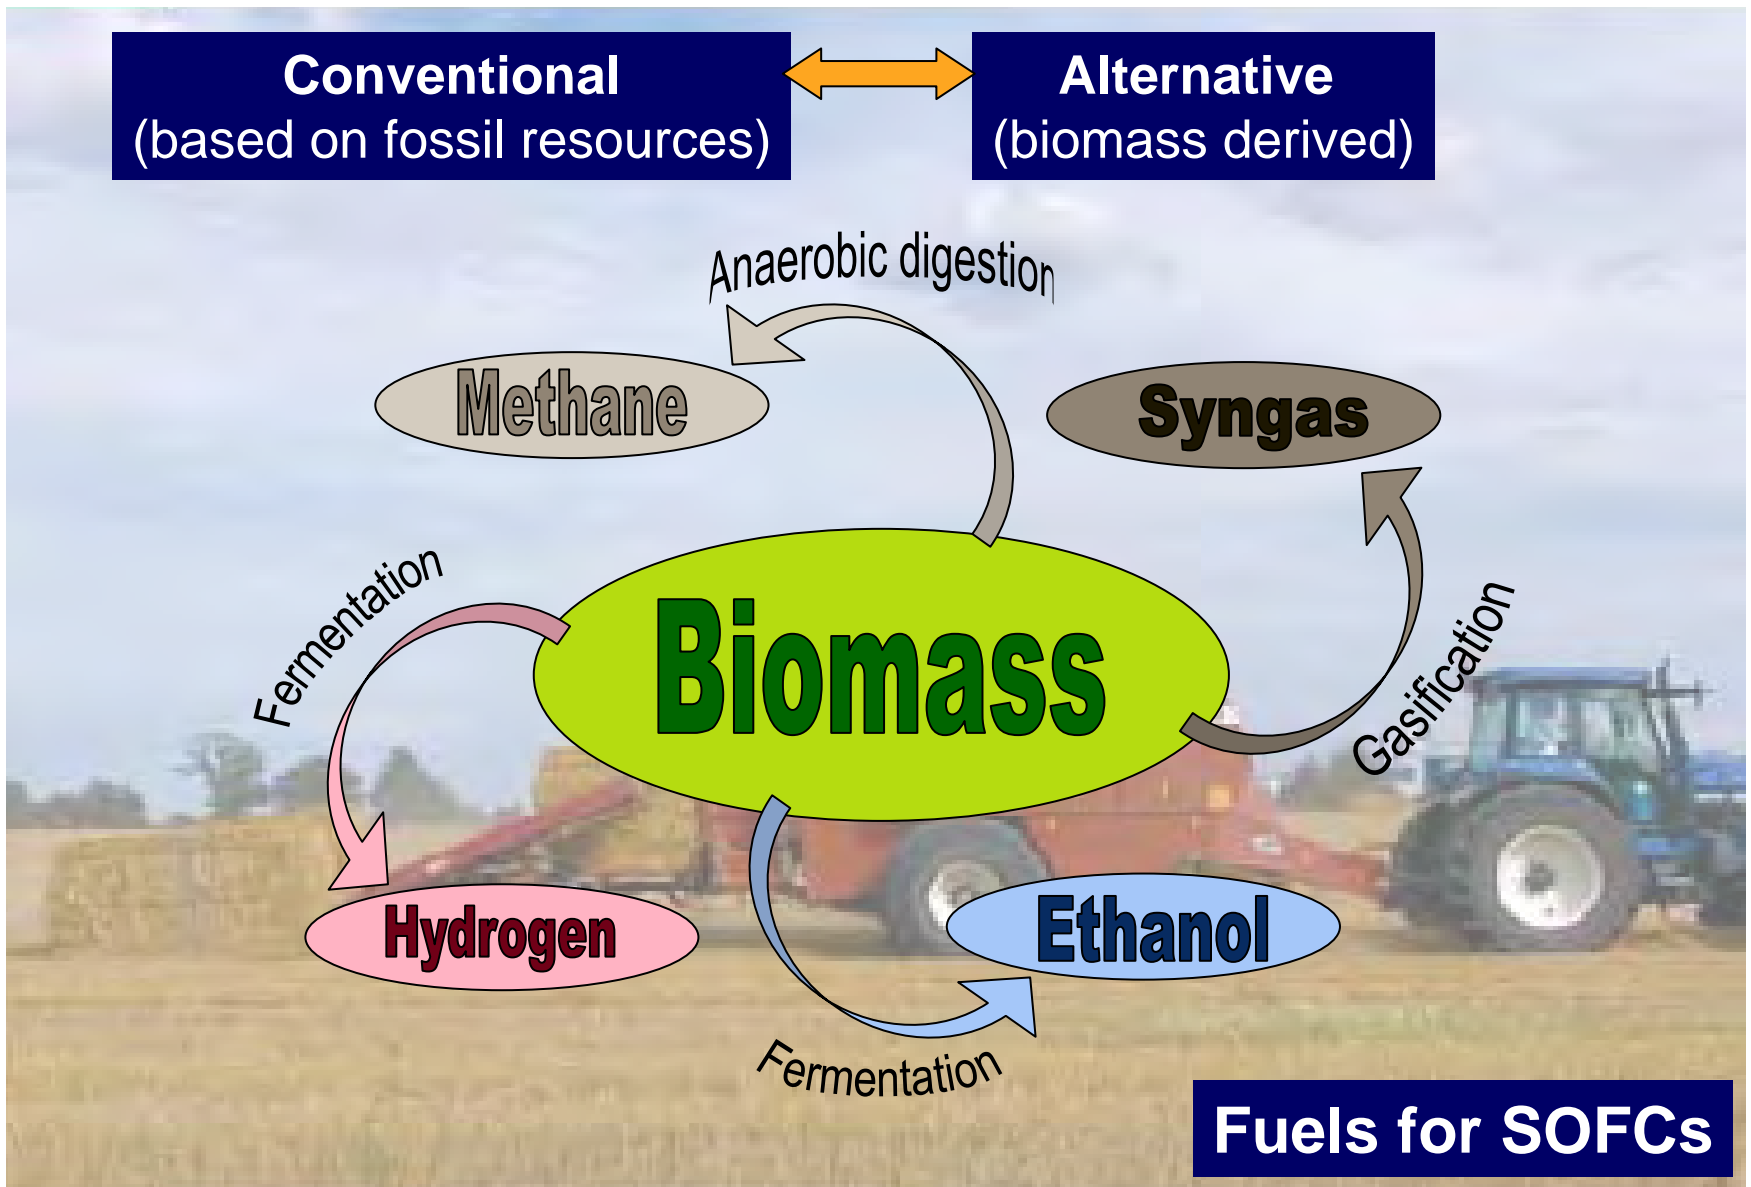 Conventional
(based on fossil resources)
Alternative
(biomass derived)
Anaerobic digestion
Methane
Syngas
Fermentation
Biomass
Gasification
Hydrogen
Ethanol
Fermentation
Fuels for SOFCs